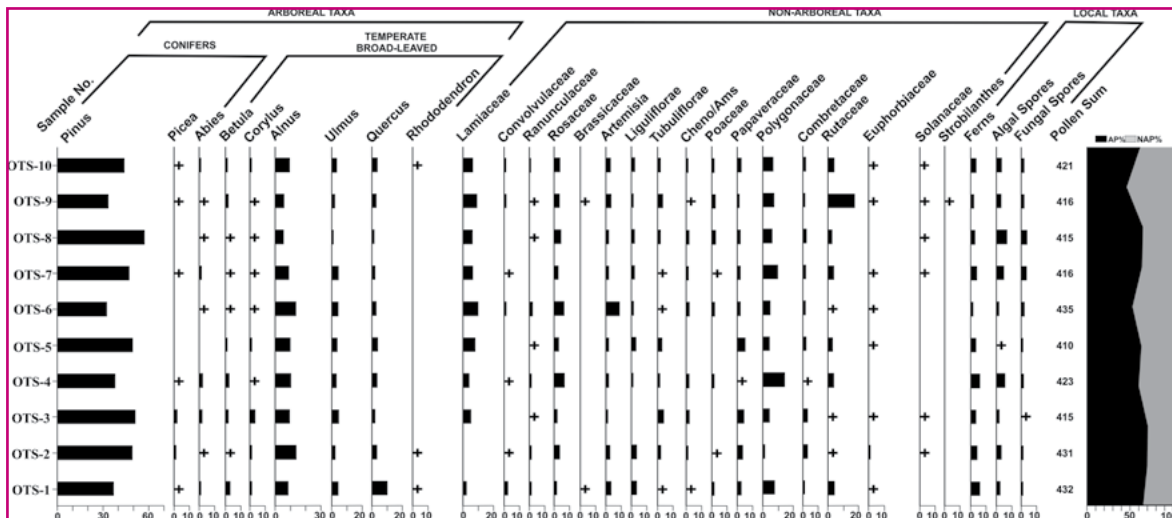 ARBOREAL TAXA
NON-ARBOREAL TAXA
LOCAL TAXA
CONIFERS
TEMPERATE
BROAD-LEAVED
Sample No.
Pinus
Picea
Abies
Betula
Corylus
Alnus
Ulmus
Quercus
Rhododendron
Lamiaceae
Convolvulaceae
Ranunculaceae
Rosaceae
Brassicaceae
Artemisia
Liguliflorae
Tubuliflorae
Cheno/Ams
Poaceae
Papaveraceae
Polygonaceae
Combretaceae
Rutaceae
Euphorbiaceae
Solanaceae
Strobilanthes
Ferns
Algal Spores
Fungal Spores
Pollen Sum
AP% NAP%
OTS-10 + + + + 421
OTS-9 + + + + + + + + + 416
OTS-8 + + + + + 415
OTS-7 + + + + + + + + 416
OTS-6 + + + + + + 435
OTS-5 + + + 410
OTS-4 + + + + + 423
OTS-3 + + + + + 415
OTS-2 + + + + + + + 431
OTS-1 + + + + + + 432
0 60 0 10 0 10 0 10 0 10 0 30 0 10 0 20 0 10 0 20 0 10 0 10 0 10 0 10 0 10 0 10 0 10 0 10 0 10 0 10 0 20 0 10 0 20 0 10 0 10 0 10 0 10 0 10 0 10 0 50 100